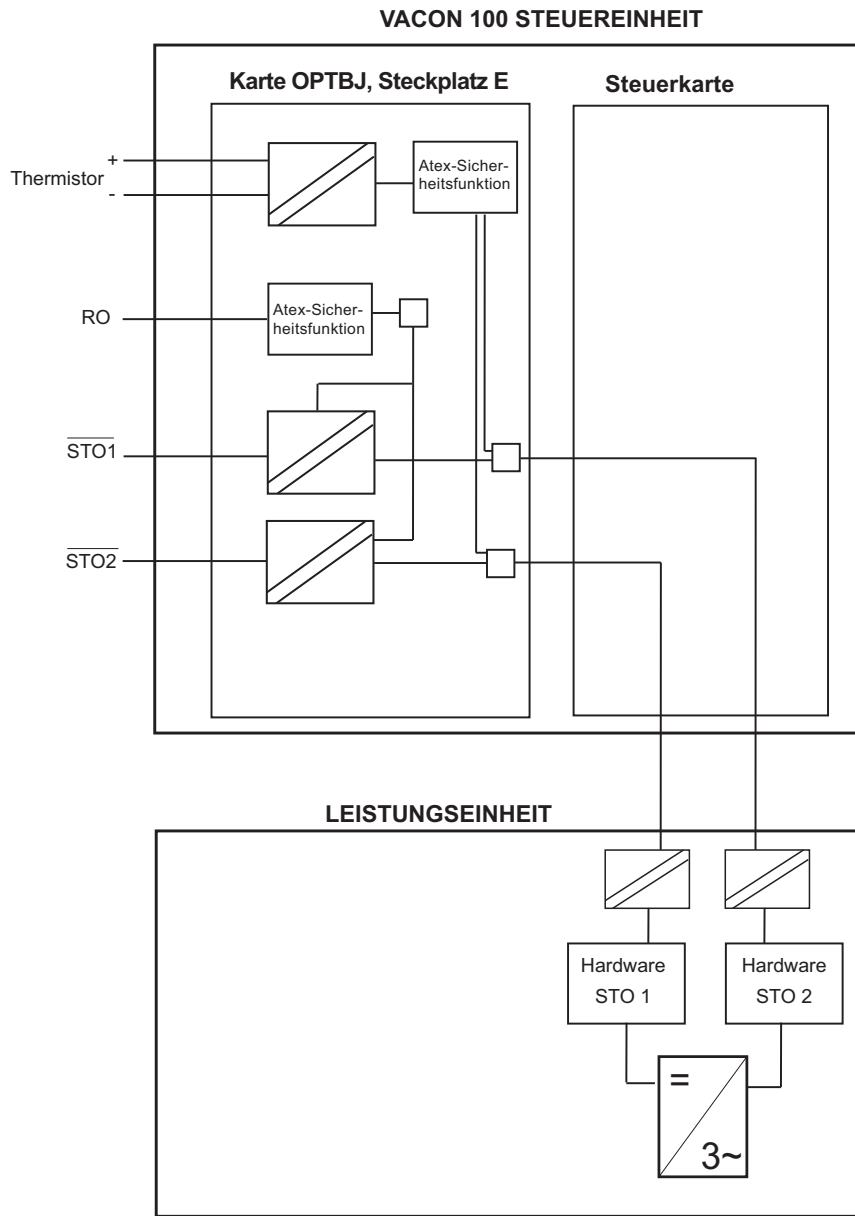 VACON 100 STEUEREINHEIT
Karte OPTBJ, Steckplatz E
Steuerkarte
Thermistor
+
-
Atex-Sicher-
heitsfunktion
RO
Atex-Sicher-
heitsfunktion
STO1
STO2
LEISTUNGSEINHEIT
Hardware
STO 1
Hardware
STO 2
=
3~